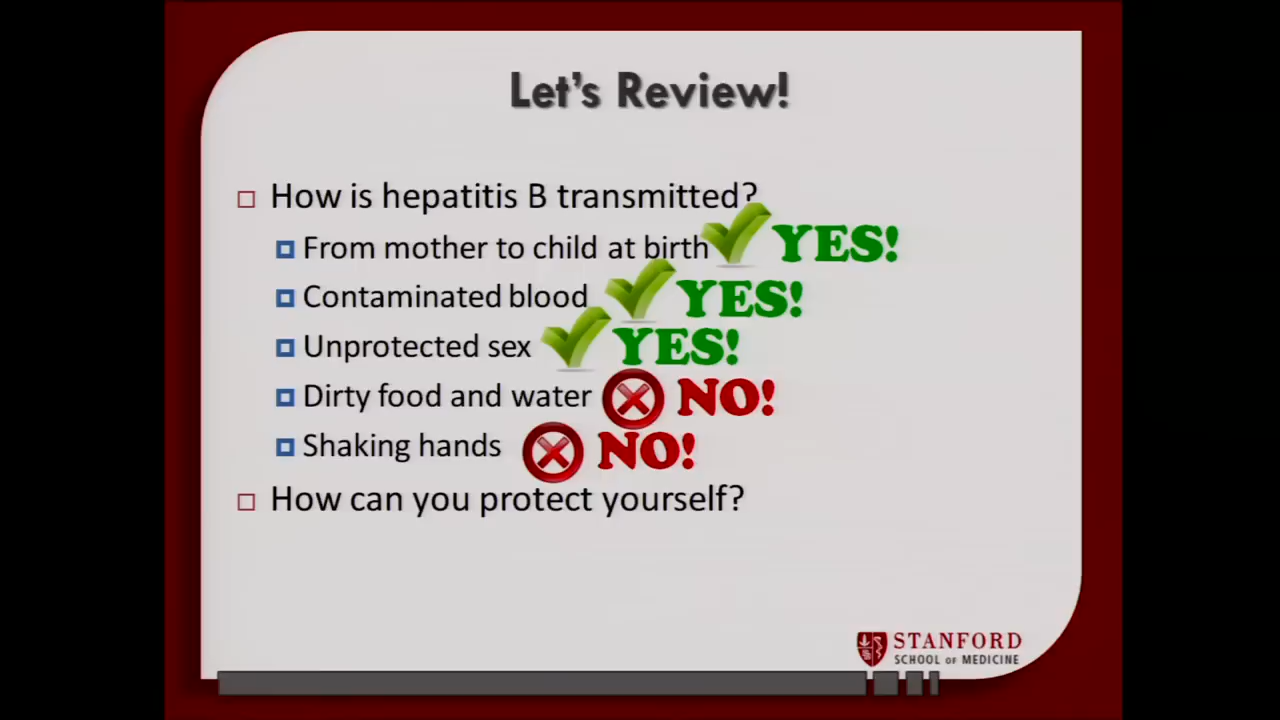 Let's Review!
How is hepatitis B transmitted?
From mother to child at birth YES!
Contaminated blood YES!
Unprotected sex YES!
Dirty food and water NO!
Shaking hands NO!
How can you protect yourself?
STANFORD
SCHOOL OF MEDICINE